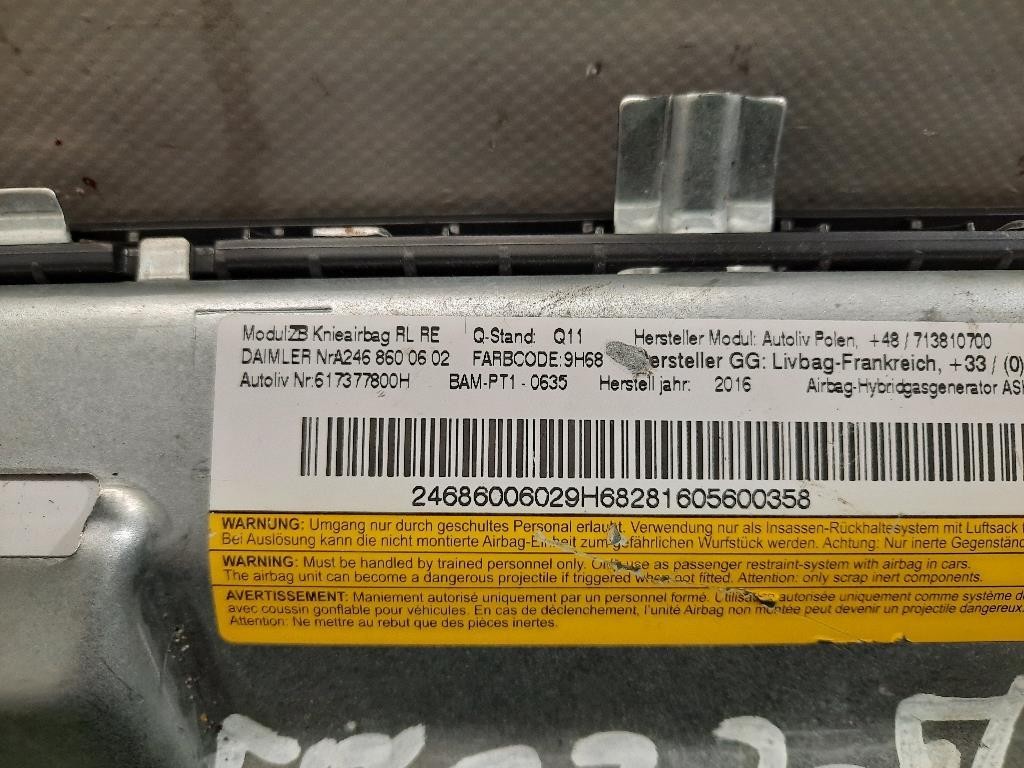 ModulZB Knieairbag RL RE Q-Stand: Q11 Hersteller Modul: Autoliv Polen, +48 / 713810700
DAIMLER NrA246 860 06 02 FARBCODE:9H68 ersteller GG: Livbag-Frankreich, +33 / (0)
Autoliv Nr:617377800H BAM-PT1 - 0635 Herstell jahr: 2016 Airbag-Hybridgasgenerator
24686006029H68281605600358
WARNUNG: Umgang nur durch geschultes Personal erlaubt. Verwendung nur als Insassen-Rückhaltesystem mit Luftsack
Bei Auslösung kann die nicht montierte Airbag-Einheit zum gefährlichen Wurfstück werden. Achtung: Nur inerte
WARNING: Must be handled by trained personnel only. Only use as passenger restraint-system with airbag in cars.
The airbag unit can become a dangerous projectile if triggered when not fitted. Attention: only scrap inert components.
AVERTISSEMENT: Maniement autorisé uniquement par un personnel formé. Utilisation autorisée uniquement comme système
avec coussin gonflable pour véhicules. En cas de déclenchement, l'unité Airbag non montée peut devenir un projectile dangereux.
Attention: Ne mettre au rebut que des pièces inertes.